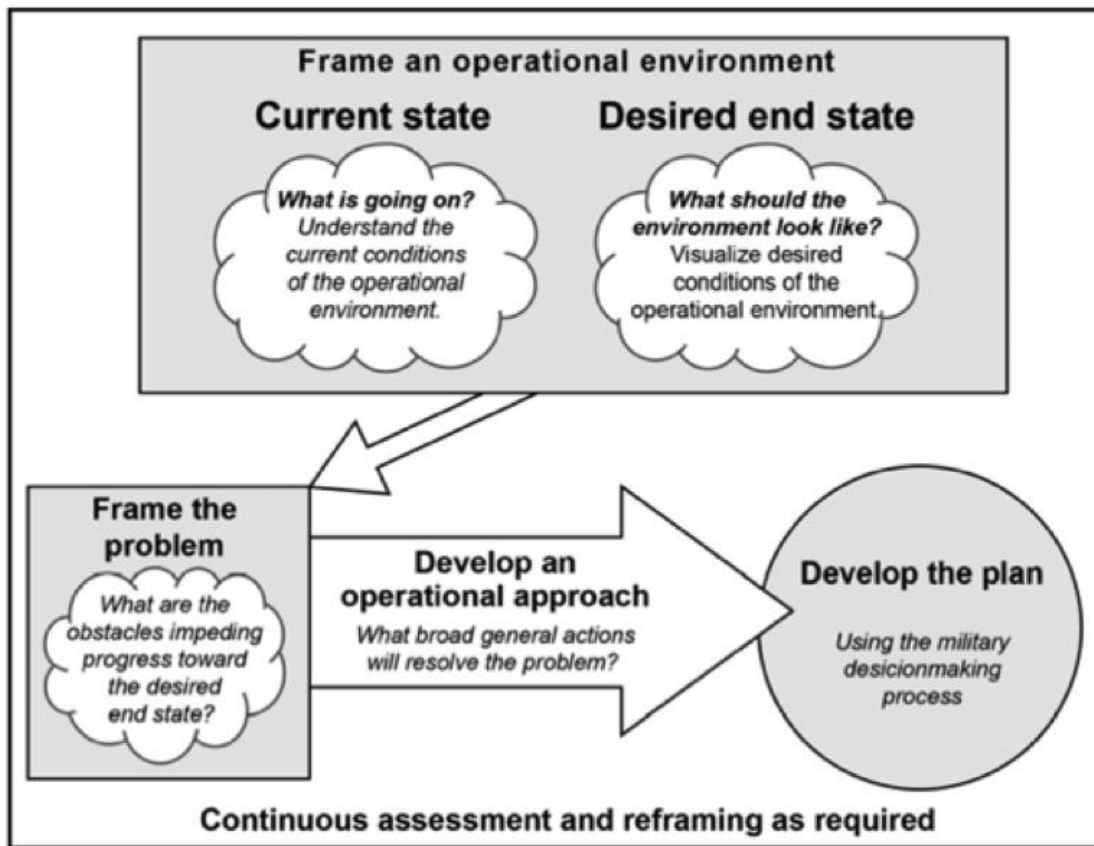 Frame an operational environment
Current state
Desired end state
What is going on?
Understand the
current conditions
of the operational
environment.
What should the
environment look like?
Visualize desired
conditions of the
operational environment.
Frame the
problem
What are the
obstacles impeding
progress toward
the desired
end state?
Develop an
operational approach
What broad general actions
will resolve the problem?
Develop the plan
Using the military
desicionmaking
process
Continuous assessment and reframing as required